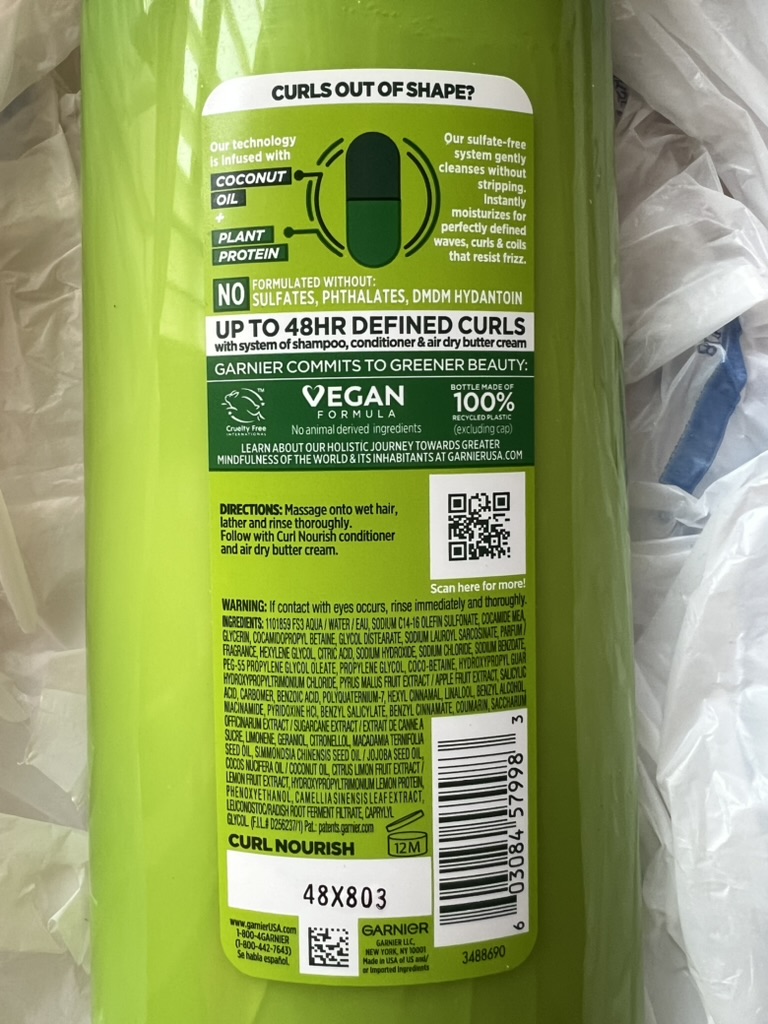 CURLS OUT OF SHAPE?
Our technology
is infused with
COCONUT
OIL
+
PLANT
PROTEIN
Our sulfate-free
system gently
cleanses without
stripping.
Instantly
moisturizes for
perfectly defined
waves, curls & coils
that resist frizz.
NO FORMULATED WITHOUT:
SULFATES, PHTHALATES, DMDM HYDANTOIN
UP TO 48HR DEFINED CURLS
with system of shampoo, conditioner & air dry butter cream
GARNIER COMMITS TO GREENER BEAUTY:
TM
Cruelty Free
INTERNATIONAL
VEGAN
FORMULA
No animal derived ingredients
BOTTLE MADE OF
100%
RECYCLED PLASTIC
(excluding cap)
LEARN ABOUT OUR HOLISTIC JOURNEY TOWARDS GREATER
MINDFULNESS OF THE WORLD & ITS INHABITANTS AT GARNIERUSA.COM
DIRECTIONS: Massage onto wet hair,
lather and rinse thoroughly.
Follow with Curl Nourish conditioner
and air dry butter cream.
Scan here for more!
WARNING: If contact with eyes occurs, rinse immediately and thoroughly.
INGREDIENTS: 1101859 FS3 AQUA / WATER / EAU, SODIUM C14-16 OLEFIN SULFONATE, COCAMIDE MEA,
GLYCERIN, COCAMIDOPROPYL BETAINE, GLYCOL DISTEARATE, SODIUM LAUROYL SARCOSINATE, PARFUM /
FRAGRANCE, HEXYLENE GLYCOL, CITRIC ACID, SODIUM HYDROXIDE, SODIUM CHLORIDE, SODIUM BENZOATE,
PEG-55 PROPYLENE GLYCOL OLEATE, PROPYLENE GLYCOL, COCO-BETAINE, HYDROXYPROPYL GUAR
HYDROXYPROPYLTRIMONIUM CHLORIDE, PYRUS MALUS FRUIT EXTRACT / APPLE FRUIT EXTRACT, SALICYLIC
ACID, CARBOMER, BENZOIC ACID, POLYQUATERNIUM-7, HEXYL CINNAMAL, LINALOOL, BENZYL ALCOHOL,
NIACINAMIDE, PYRIDOXINE HCI, BENZYL SALICYLATE, BENZYL CINNAMATE, COUMARIN, SACCHARUM
OFFICINARUM EXTRACT / SUGARCANE EXTRACT / EXTRAIT DE CANNE A
SUCRE, LIMONENE, GERANIOL, CITRONELLOL, MACADAMIA TERNIFOLIA
SEED OIL, SIMMONDSIA CHINENSIS SEED OIL / JOJOBA SEED OIL,
COCOS NUCIFERA OIL / COCONUT OIL, CITRUS LIMON FRUIT EXTRACT /
LEMON FRUIT EXTRACT, HYDROXYPROPYLTRIMONIUM LEMON PROTEIN,
PHENOXYETHANOL, CAMELLIA SINENSIS LEAF EXTRACT,
LEUCONOSTOC/RADISH ROOT FERMENT FILTRATE, CAPRYLYL
GLYCOL. (F.I.L.# D256237/1) Pat.: patents.garnier.com
CURL NOURISH
12M
48X803
6 03084 57998 3
www.garnierUSA.com
1-800-4GARNIER
(1-800-442-7643)
Se habla español.
GARNIER
GARNIER LLC,
NEW YORK, NY 10001
Made in USA of US and/
or Imported Ingredients
3488690